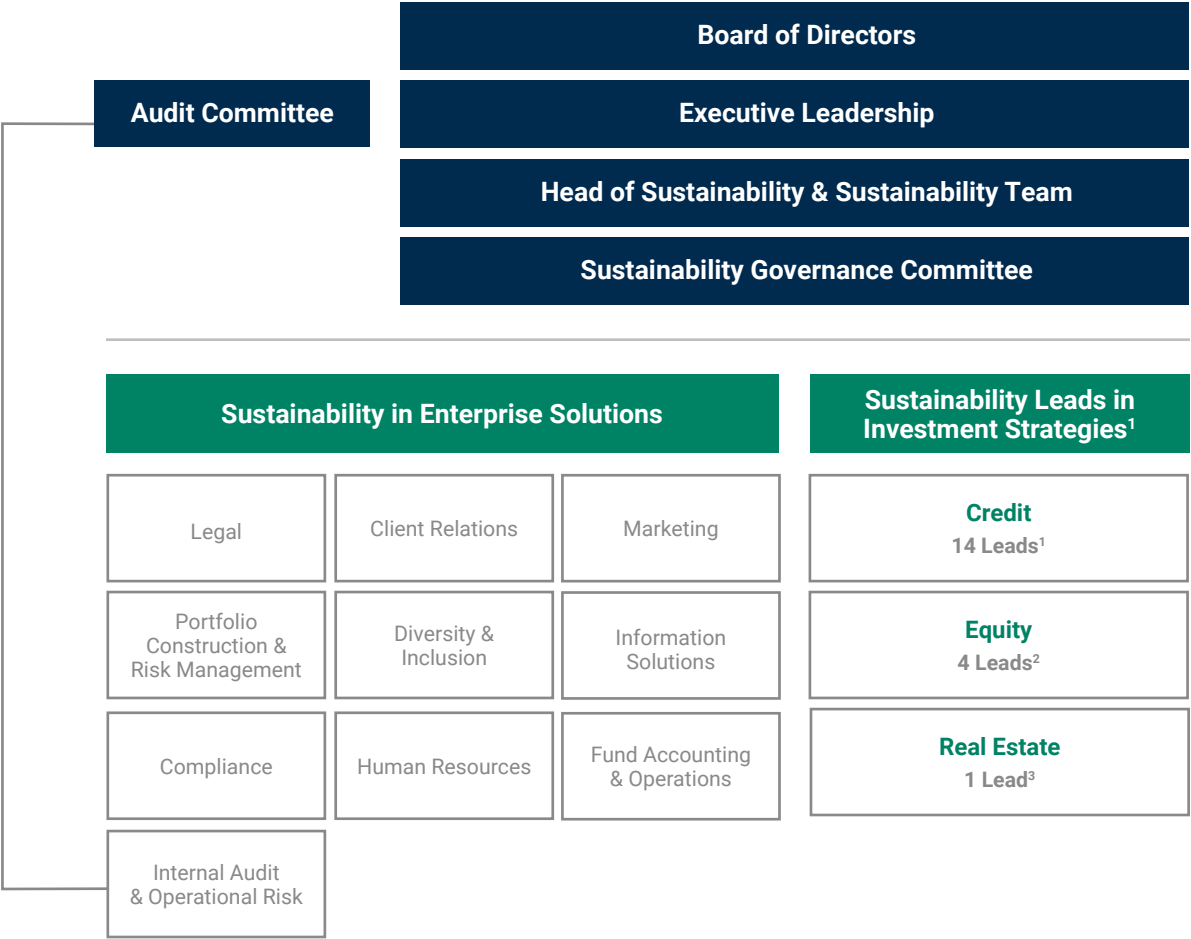 Board of Directors
Audit Committee
Executive Leadership
Head of Sustainability & Sustainability Team
Sustainability Governance Committee
Sustainability in Enterprise Solutions
Sustainability Leads in
Investment Strategies¹
Legal
Client Relations
Marketing
Credit
14 Leads¹
Portfolio
Construction &
Risk Management
Diversity &
Inclusion
Information
Solutions
Equity
4 Leads²
Compliance
Human Resources
Fund Accounting
& Operations
Real Estate
1 Lead³
Internal Audit
& Operational Risk